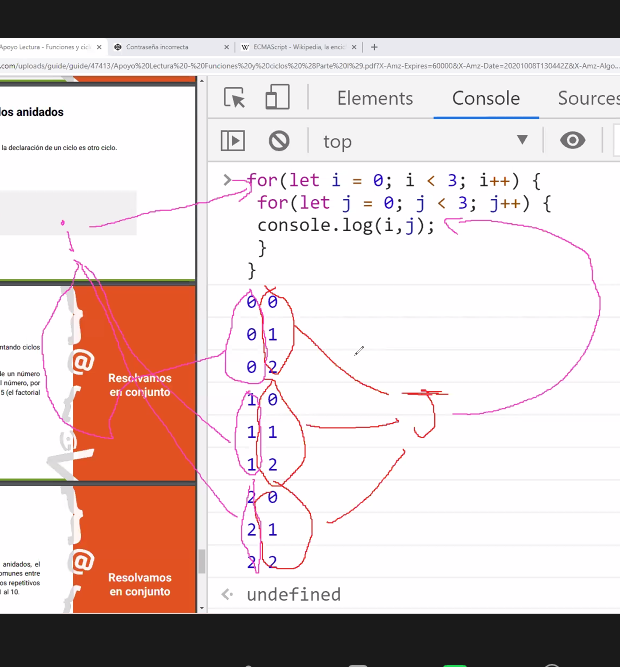 Apoyo Lectura - Funciones y cicl
Contraseña incorrecta
ECMAScript - Wikipedia, la encic
.com/uploads/guide/guide/47413/Apoyo%20Lectura%20-%20Funciones%20y%20ciclos%20%28Parte%20I%29.pdf?X-Amz-Expires=60000&X-Amz-Date=20201008T130442Z&X-Amz-Algo...
los anidados
la declaración de un ciclo es otro ciclo.
ntando ciclos
de un número
l número, por
5 (el factorial
Resolvamos
en conjunto
anidados, el
omunes entre
os repetitivos
al 10.
Resolvamos
en conjunto
Elements
Console
Sources
top
for(let i = 0; i < 3; i++) {
for(let j = 0; j < 3; j++) {
console.log(i,j);
}
}
0 0
0 1
0 2
1 0
1 1
1 2
2 0
2 1
2 2
undefined
J